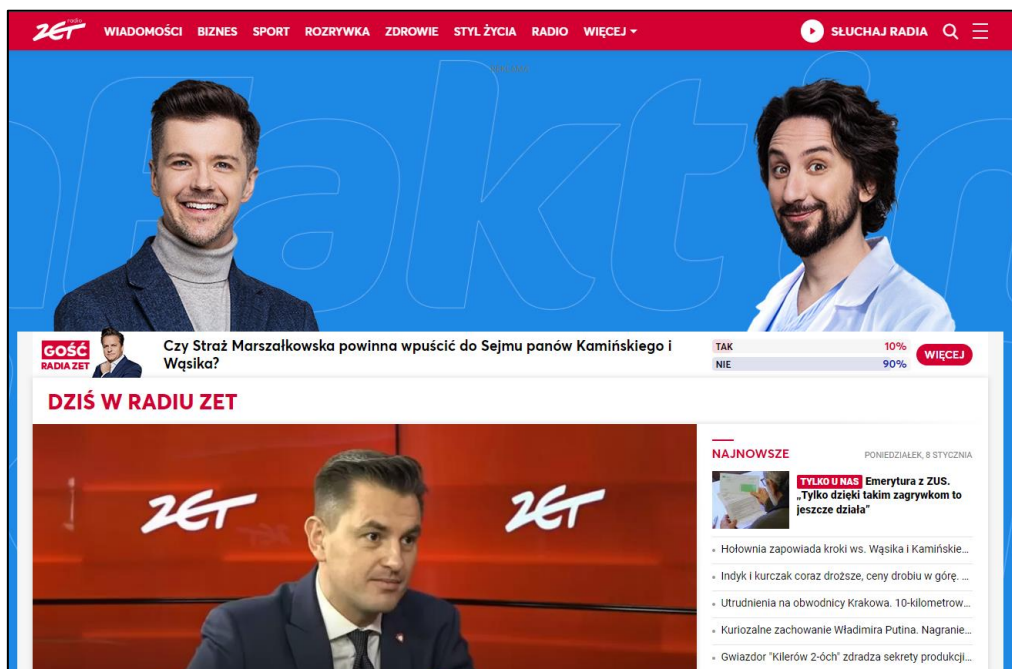 radio ZET
WIADOMOŚCI BIZNES SPORT ROZRYWKA ZDROWIE STYL ŻYCIA RADIO WIĘCEJ
SŁUCHAJ RADIA
nfakt
GOŚĆ
RADIA ZET
Czy Straż Marszałkowska powinna wpuścić do Sejmu panów Kamińskiego i
Wąsika?
TAK 10%
NIE 90%
WIĘCEJ
DZIŚ W RADIU ZET
ZET ZET
NAJNOWSZE PONIEDZIAŁEK, 8 STYCZNIA
TYLKO U NAS Emerytura z ZUS.
„Tylko dzięki takim zagrywkom to
jeszcze działa”
Hołownia zapowiada kroki ws. Wąsika i Kamińskie...
Indyk i kurczak coraz droższe, ceny drobiu w górę. ...
Utrudnienia na obwodnicy Krakowa. 10-kilometrow...
Kuriozalne zachowanie Władimira Putina. Nagranie...
Gwiazdor "Kilerów 2-óch" zdradza sekrety produkcji...